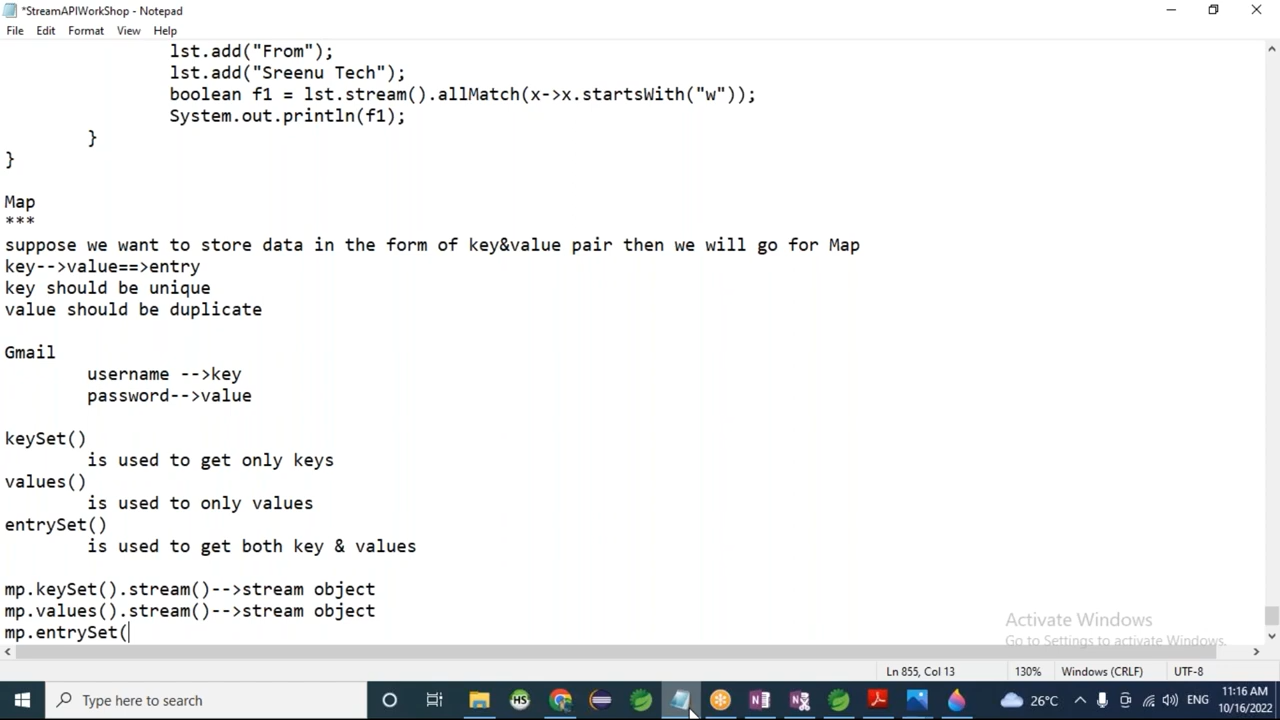 *StreamAPIWorkShop - Notepad
File Edit Format View Help
lst.add("From");
lst.add("Sreenu Tech");
boolean f1 = lst.stream().allMatch(x->x.startsWith("w"));
System.out.println(f1);
}
}
Map
***
suppose we want to store data in the form of key&value pair then we will go for Map
key-->value==>entry
key should be unique
value should be duplicate
Gmail
username -->key
password-->value
keySet()
is used to get only keys
values()
is used to only values
entrySet()
is used to get both key & values
mp.keySet().stream()-->stream object
mp.values().stream()-->stream object
mp.entrySet(
Activate Windows
Go to Settings to activate Windows.
Ln 855, Col 13 130% Windows (CRLF) UTF-8
Type here to search
HS
26°C
ENG
11:16 AM
10/16/2022